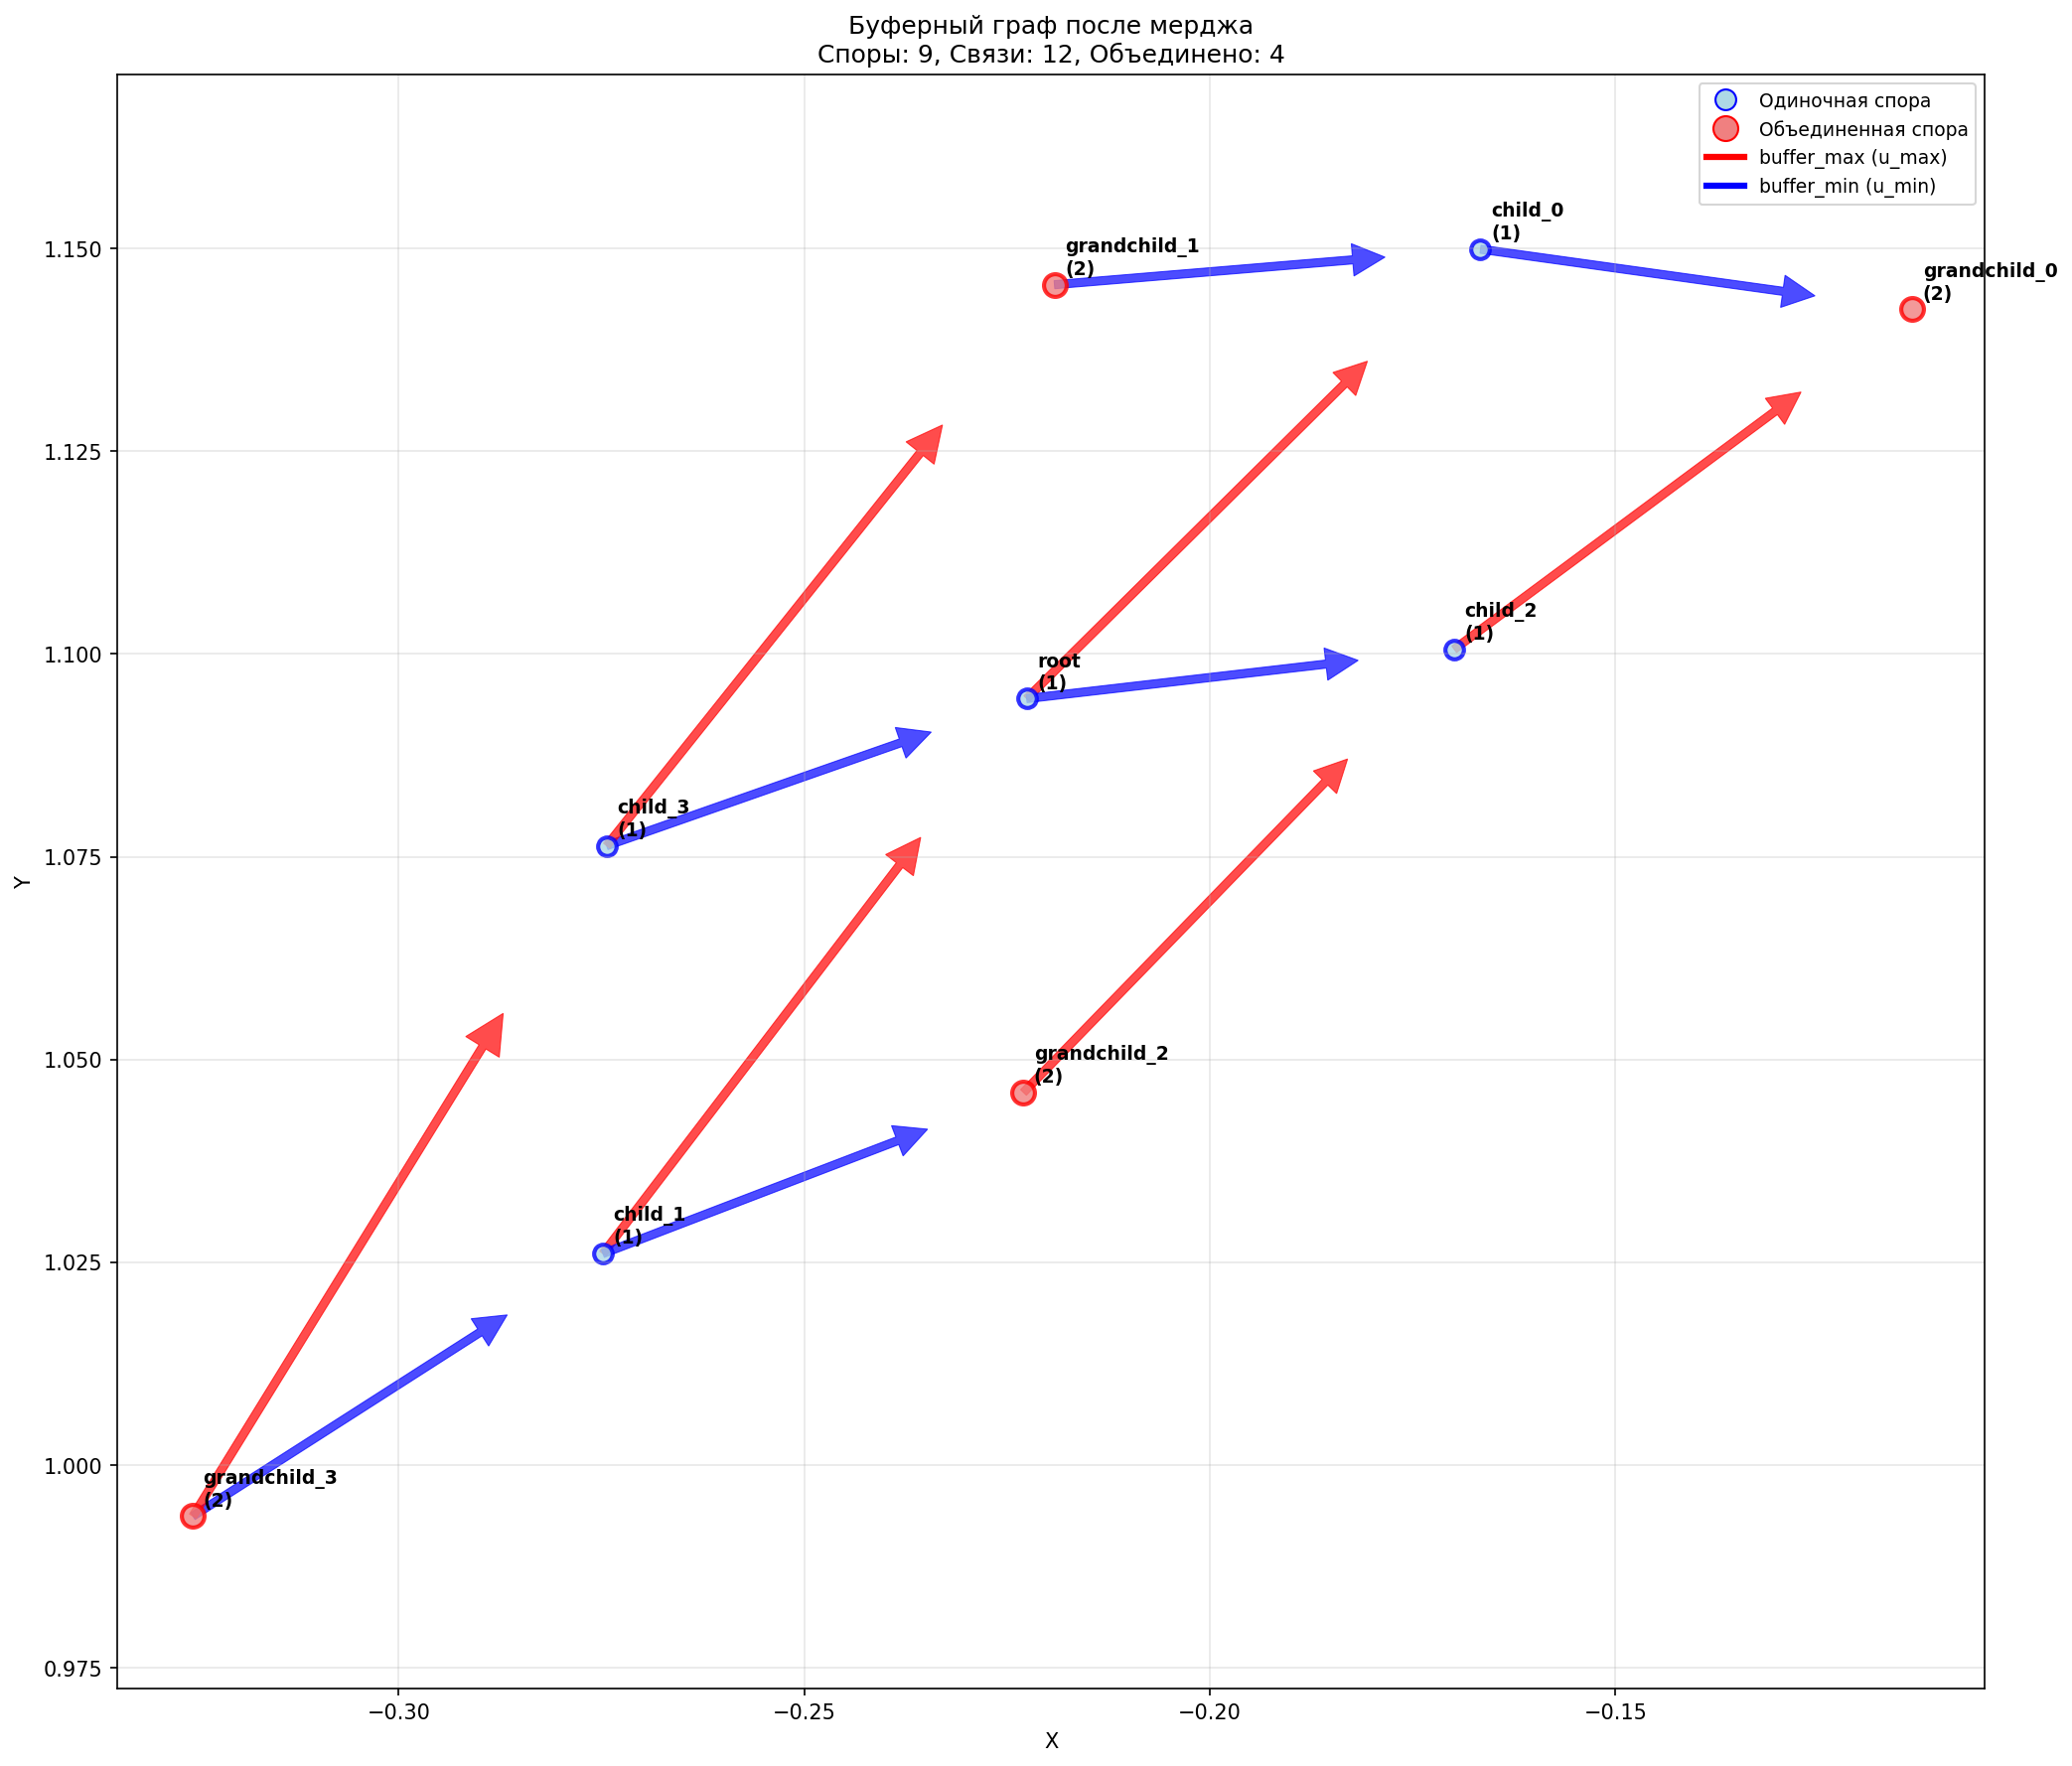 Буферный граф после мерджа
Споры: 9, Связи: 12, Объединено: 4
Одиночная спора
Объединенная спора
buffer_max (u_max)
buffer_min (u_min)
child_0
(1)
grandchild_1
(2)
grandchild_0
(2)
child_2
(1)
root
(1)
child_3
(1)
grandchild_2
(2)
child_1
(1)
grandchild_3
(2)
1.150
1.125
1.100
1.075
1.050
1.025
1.000
0.975
Y
−0.30
−0.25
−0.20
−0.15
X